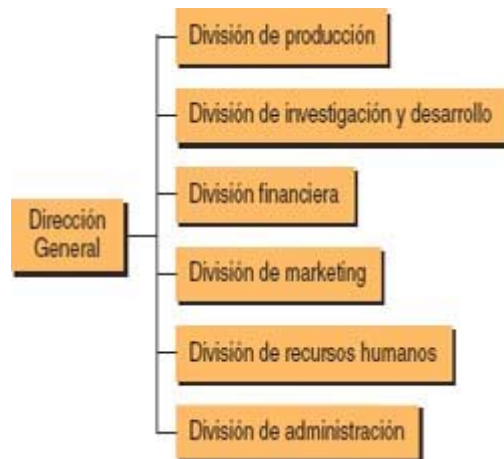 División de producción
División de investigación y desarrollo
División financiera
Dirección
General
División de marketing
División de recursos humanos
División de administración